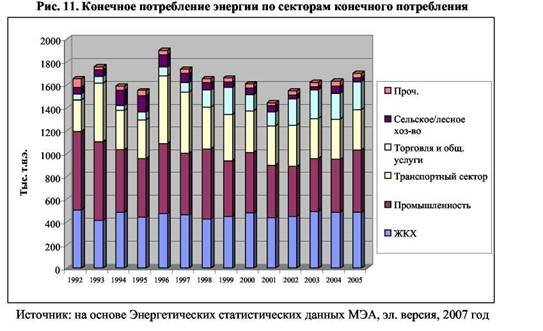 Рис. 11. Конечное потребление энергии по секторам конечного потребления
2000
1800
1600
1400
1200
1000
800
600
400
200
0
Тыс. т.н.э.
1992 1993 1994 1995 1996 1997 1998 1999 2000 2001 2002 2003 2004 2005
Проч.
Сельское/лесное
хоз-во
Торговля и общ.
услуги
Транспортный сектор
Промышленность
ЖКХ
Источник: на основе Энергетических статистических данных МЭА, эл. версия, 2007 год